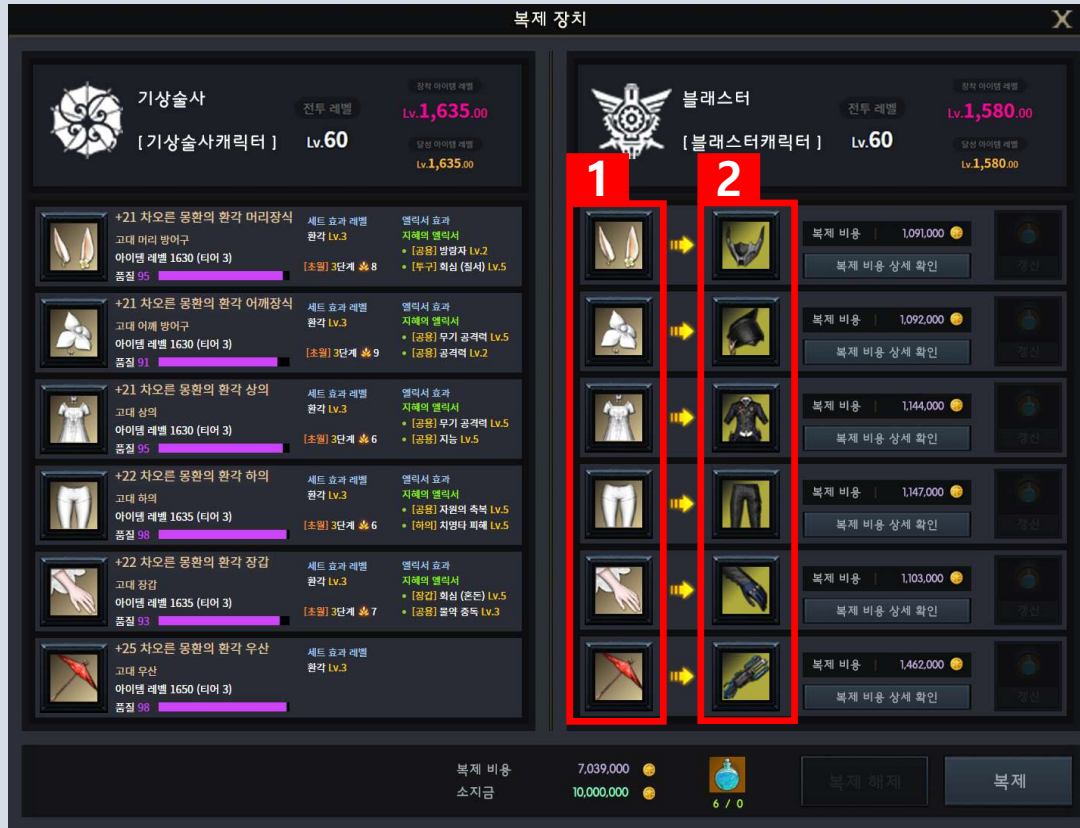 복제 장치
X
기상술사
[ 기상술사캐릭터 ]
전투 레벨
Lv.60
장착 아이템 레벨
Lv.1,635.00
달성 아이템 레벨
Lv.1,635.00
블래스터
[ 블래스터캐릭터 ]
전투 레벨
Lv.60
장착 아이템 레벨
Lv.1,580.00
달성 아이템 레벨
Lv.1,580.00
1
2
+21 차오른 몽환의 환각 머리장식
고대 머리 방어구
아이템 레벨 1630 (티어 3)
품질 95
세트 효과 레벨
환각 Lv.3
[초월] 3단계 8
엘릭서 효과
지혜의 엘릭서
• [공용] 방랑자 Lv.2
• [투구] 회심 (질서) Lv.5
복제 비용 | 1,091,000
복제 비용 상세 확인
갱신
+21 차오른 몽환의 환각 어깨장식
고대 어깨 방어구
아이템 레벨 1630 (티어 3)
품질 91
세트 효과 레벨
환각 Lv.3
[초월] 3단계 9
엘릭서 효과
지혜의 엘릭서
• [공용] 무기 공격력 Lv.5
• [공용] 공격력 Lv.2
복제 비용 | 1,092,000
복제 비용 상세 확인
갱신
+21 차오른 몽환의 환각 상의
고대 상의
아이템 레벨 1630 (티어 3)
품질 95
세트 효과 레벨
환각 Lv.3
[초월] 3단계 6
엘릭서 효과
지혜의 엘릭서
• [공용] 무기 공격력 Lv.5
• [공용] 지능 Lv.5
복제 비용 | 1,144,000
복제 비용 상세 확인
갱신
+22 차오른 몽환의 환각 하의
고대 하의
아이템 레벨 1635 (티어 3)
품질 98
세트 효과 레벨
환각 Lv.3
[초월] 3단계 6
엘릭서 효과
지혜의 엘릭서
• [공용] 자원의 축복 Lv.5
• [하의] 치명타 피해 Lv.5
복제 비용 | 1,147,000
복제 비용 상세 확인
갱신
+22 차오른 몽환의 환각 장갑
고대 장갑
아이템 레벨 1635 (티어 3)
품질 93
세트 효과 레벨
환각 Lv.3
[초월] 3단계 7
엘릭서 효과
지혜의 엘릭서
• [장갑] 회심 (혼돈) Lv.5
• [공용] 물약 중독 Lv.3
복제 비용 | 1,103,000
복제 비용 상세 확인
갱신
+25 차오른 몽환의 환각 우산
고대 우산
아이템 레벨 1650 (티어 3)
품질 98
세트 효과 레벨
환각 Lv.3
복제 비용 | 1,462,000
복제 비용 상세 확인
갱신
복제 비용 7,039,000
소지금 10,000,000
6 / 0
복제 해제
복제